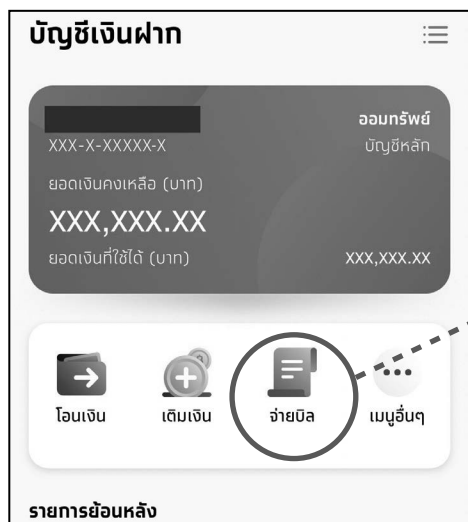 บัญชีเงินฝาก
ออมทรัพย์
XXX-X-XXXXX-X บัญชีหลัก
ยอดเงินคงเหลือ (บาท)
XXX,XXX.XX
ยอดเงินที่ใช้ได้ (บาท) XXX,XXX.XX
โอนเงิน เติมเงิน จ่ายบิล เมนูอื่นๆ
รายการย้อนหลัง